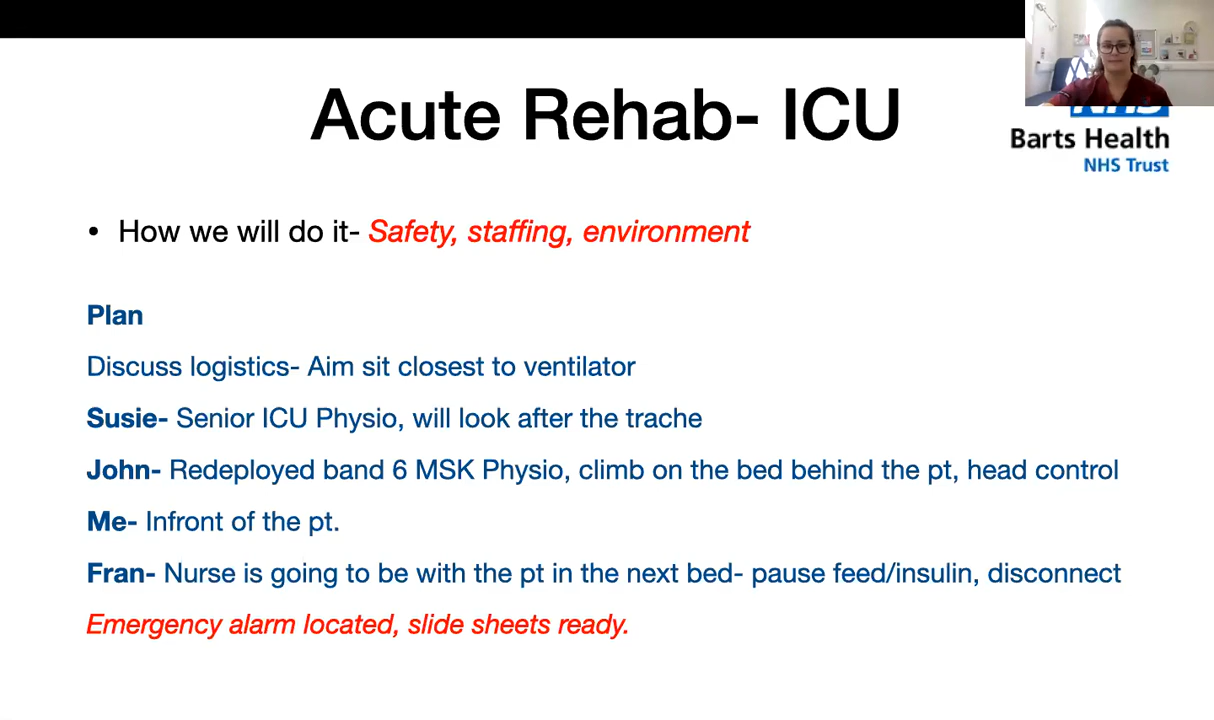 Acute Rehab- ICU
NHS
Barts Health
NHS Trust
• How we will do it- Safety, staffing, environment
Plan
Discuss logistics- Aim sit closest to ventilator
Susie- Senior ICU Physio, will look after the trache
John- Redeployed band 6 MSK Physio, climb on the bed behind the pt, head control
Me- Infront of the pt.
Fran- Nurse is going to be with the pt in the next bed- pause feed/insulin, disconnect
Emergency alarm located, slide sheets ready.